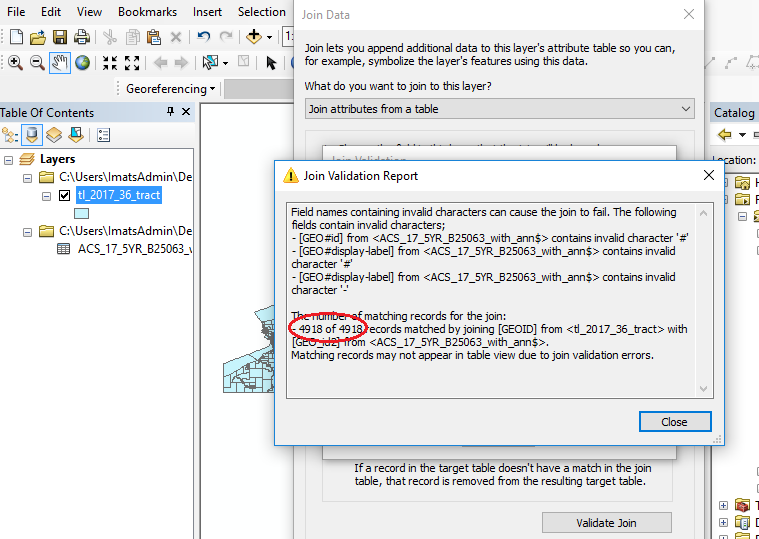 File Edit View Bookmarks Insert Selection
Join Data
Join lets you append additional data to this layer's attribute table so you can,
for example, symbolize the layer's features using this data.
What do you want to join to this layer?
Join attributes from a table
Georeferencing
Table Of Contents
Catalog
Location:
Layers
C:\Users\ImatsAdmin\De
tl_2017_36_tract
C:\Users\ImatsAdmin\De
ACS_17_5YR_B25063_v
Join Validation Report
Field names containing invalid characters can cause the join to fail. The following
fields contain invalid characters;
- [GEO#id] from <ACS_17_5YR_B25063_with_ann$> contains invalid character '#'
- [GEO#display-label] from <ACS_17_5YR_B25063_with_ann$> contains invalid
character '#'
- [GEO#display-label] from <ACS_17_5YR_B25063_with_ann$> contains invalid
character '-'
The number of matching records for the join:
- 4918 of 4918 records matched by joining [GEOID] from <tl_2017_36_tract> with
[GEO_id2] from <ACS_17_5YR_B25063_with_ann$>.
Matching records may not appear in table view due to join validation errors.
Close
If a record in the target table doesn't have a match in the join
table, that record is removed from the resulting target table.
Validate Join